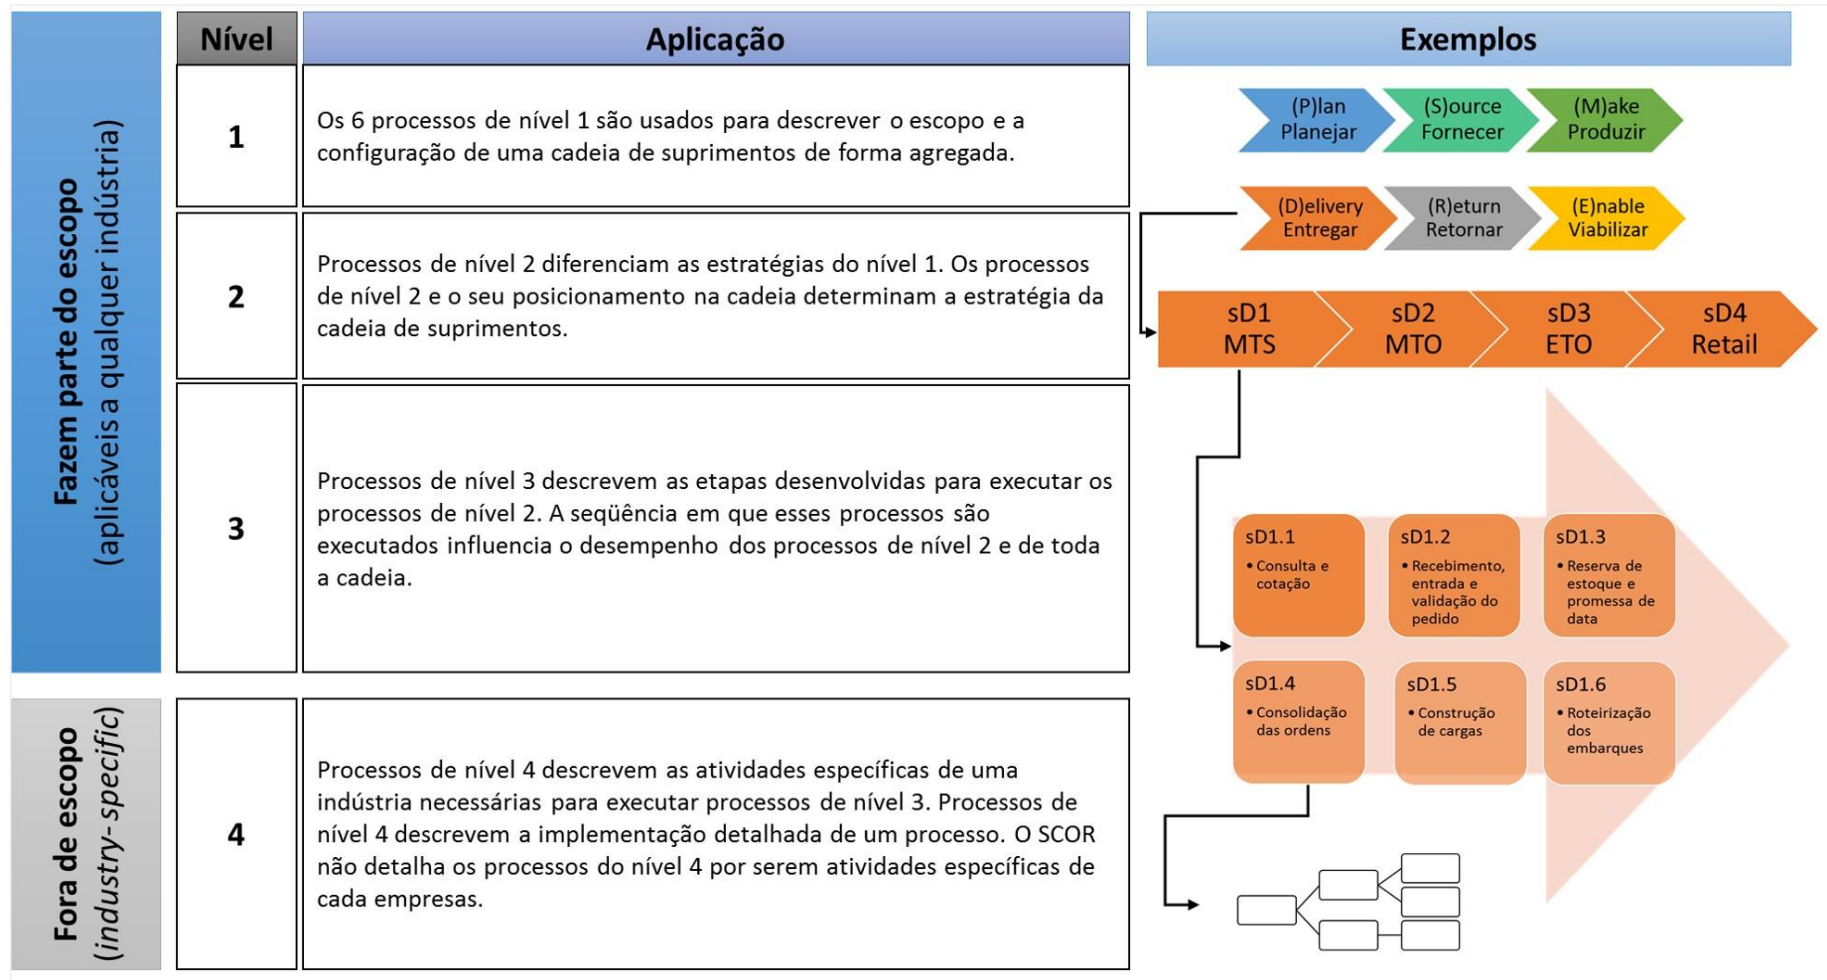 Nível
Aplicação
Exemplos
Fazem parte do escopo
(aplicáveis a qualquer indústria)
1
Os 6 processos de nível 1 são usados para descrever o escopo e a
configuração de uma cadeia de suprimentos de forma agregada.
(P)lan
Planejar
(S)ource
Fornecer
(M)ake
Produzir
(D)elivery
Entregar
(R)eturn
Retornar
(E)nable
Viabilizar
2
Processos de nível 2 diferenciam as estratégias do nível 1. Os processos
de nível 2 e o seu posicionamento na cadeia determinam a estratégia da
cadeia de suprimentos.
sD1
MTS
sD2
MTO
sD3
ETO
sD4
Retail
3
Processos de nível 3 descrevem as etapas desenvolvidas para executar os
processos de nível 2. A seqüência em que esses processos são
executados influencia o desempenho dos processos de nível 2 e de toda
a cadeia.
sD1.1
• Consulta e
cotação
sD1.2
• Recebimento,
entrada e
validação do
pedido
sD1.3
• Reserva de
estoque e
promessa de
data
sD1.4
• Consolidação
das ordens
sD1.5
• Construção
de cargas
sD1.6
• Roteirização
dos
embarques
Fora de escopo
(industry- specific)
4
Processos de nível 4 descrevem as atividades específicas de uma
indústria necessárias para executar processos de nível 3. Processos de
nível 4 descrevem a implementação detalhada de um processo. O SCOR
não detalha os processos do nível 4 por serem atividades específicas de
cada empresas.